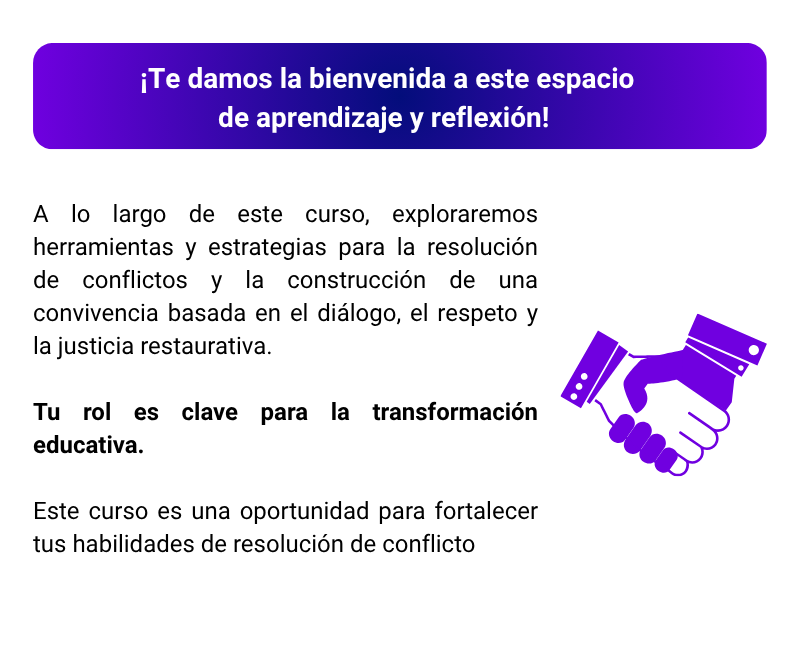 ¡Te damos la bienvenida a este espacio
de aprendizaje y reflexión!
A lo largo de este curso, exploraremos
herramientas y estrategias para la resolución
de conflictos y la construcción de una
convivencia basada en el diálogo, el respeto y
la justicia restaurativa.
Tu rol es clave para la transformación
educativa.
Este curso es una oportunidad para fortalecer
tus habilidades de resolución de conflicto